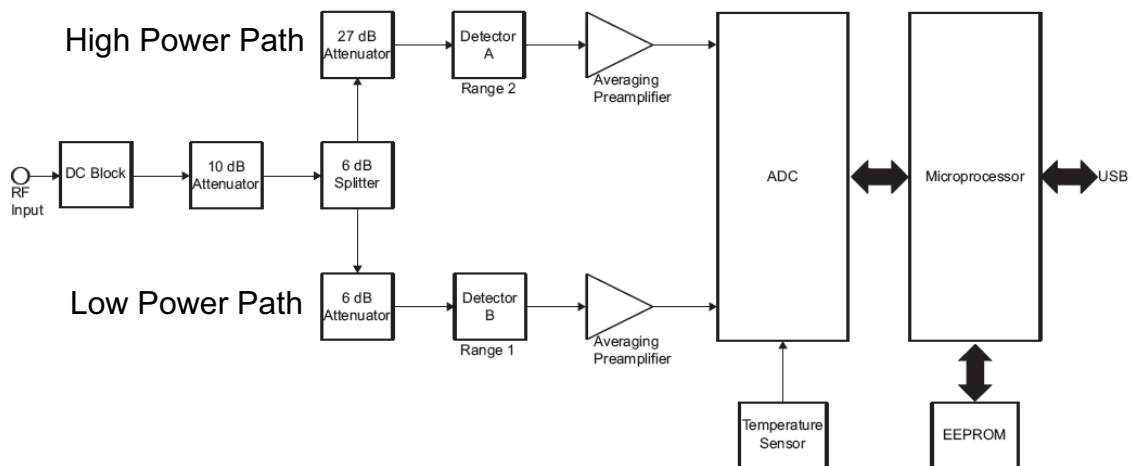 High Power Path
27 dB
Attenuator
Detector
A
Range 2
Averaging
Preamplifier
RF
Input
DC Block
10 dB
Attenuator
6 dB
Splitter
ADC
Microprocessor
USB
Low Power Path
6 dB
Attenuator
Detector
B
Range 1
Averaging
Preamplifier
Temperature
Sensor
EEPROM